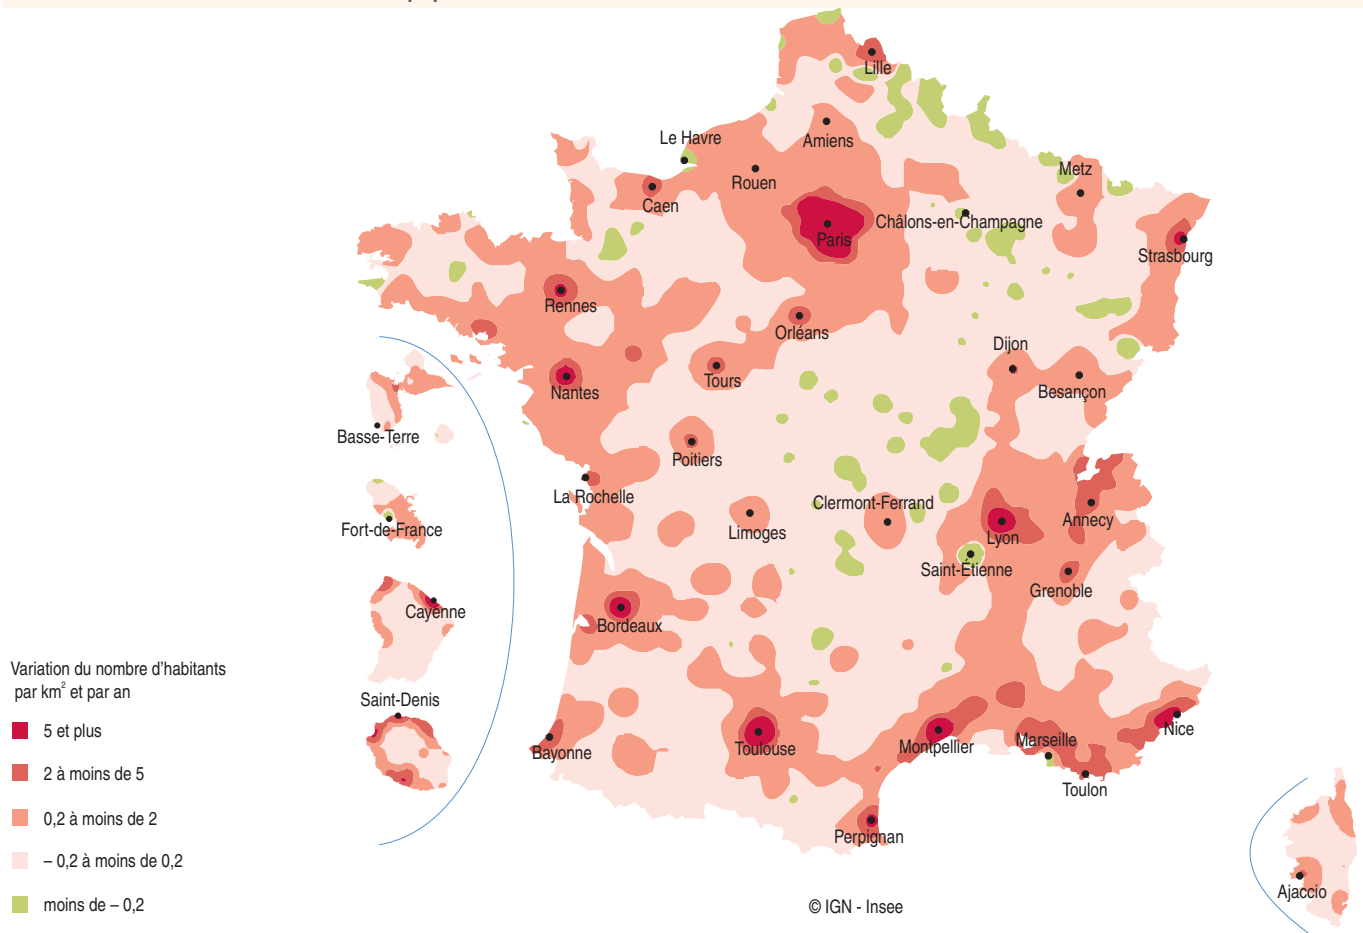 Lille
Amiens
Le Havre
Rouen
Metz
Caen
Châlons-en-Champagne
Paris
Strasbourg
Rennes
Orléans
Dijon
Tours
Nantes
Besançon
Basse-Terre
Poitiers
La Rochelle
Clermont-Ferrand
Annecy
Fort-de-France
Limoges
Lyon
Saint-Étienne
Grenoble
Cayenne
Bordeaux
Variation du nombre d'habitants
par km² et par an
Saint-Denis
5 et plus
Nice
Bayonne
Toulouse
Montpellier
Marseille
2 à moins de 5
Toulon
0,2 à moins de 2
Perpignan
– 0,2 à moins de 0,2
Ajaccio
moins de – 0,2
© IGN - Insee